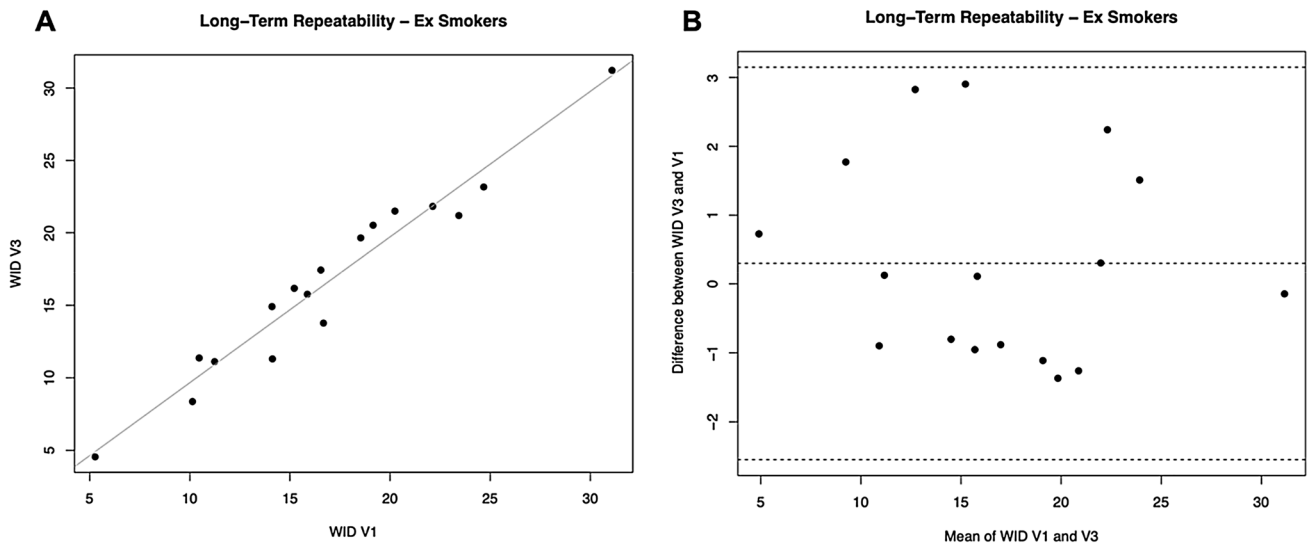 A
Long−Term Repeatability − Ex Smokers
30
25
20
15
10
5
WID V3
5 10 15 20 25 30
WID V1
B
Long−Term Repeatability − Ex Smokers
3
2
1
0
−1
−2
Difference between WID V3 and V1
5 10 15 20 25 30
Mean of WID V1 and V3